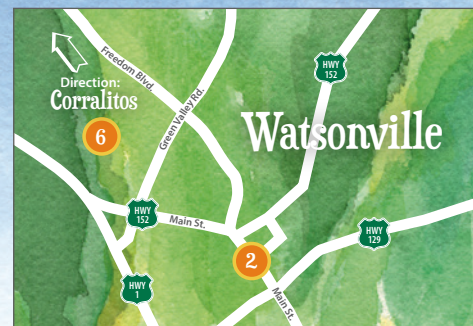 Freedom Blvd.
HWY
152
Direction:
Corralitos
Green Valley Rd.
Watsonville
6
HWY
152
Main St.
HWY
129
2
HWY
1
Main St.